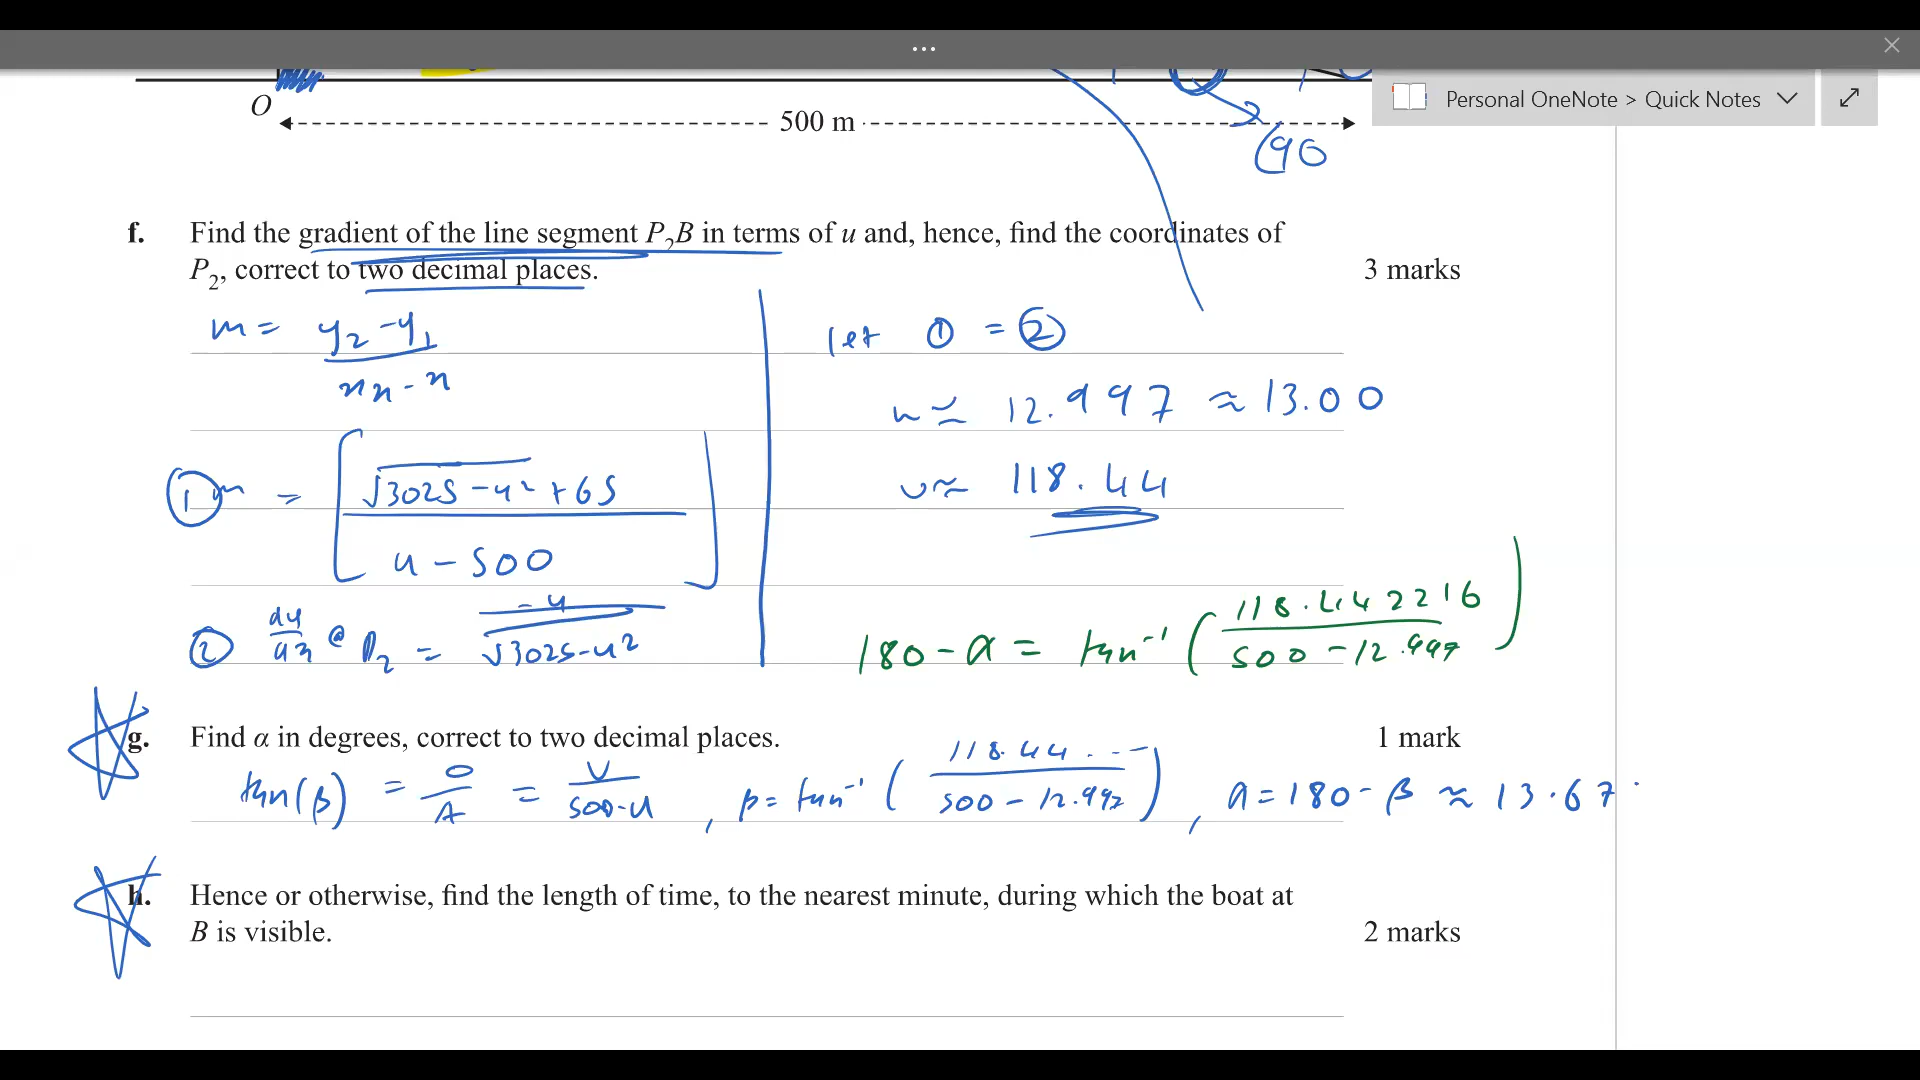 ...
Personal OneNote > Quick Notes
O
500 m
(90
f. Find the gradient of the line segment P₂B in terms of u and, hence, find the coordinates of
P₂, correct to two decimal places. 3 marks
m = y₂ - y₁
let ① = ②
u ≃ 12.997 ≈ 13.00
① m = √3025 - u² + 65
u - 500
v ≈ 118.44
② dy @ P₂ = -u
√3025 - u²
180 - α = tan⁻¹ ( 118.442216
500 - 12.997 )
g. Find α in degrees, correct to two decimal places. 1 mark
tan(β) = O/A = v/500-u , β = tan⁻¹ ( 118.44... / 500 - 12.997 ) , α = 180 - β ≈ 13.67
h. Hence or otherwise, find the length of time, to the nearest minute, during which the boat at
B is visible. 2 marks